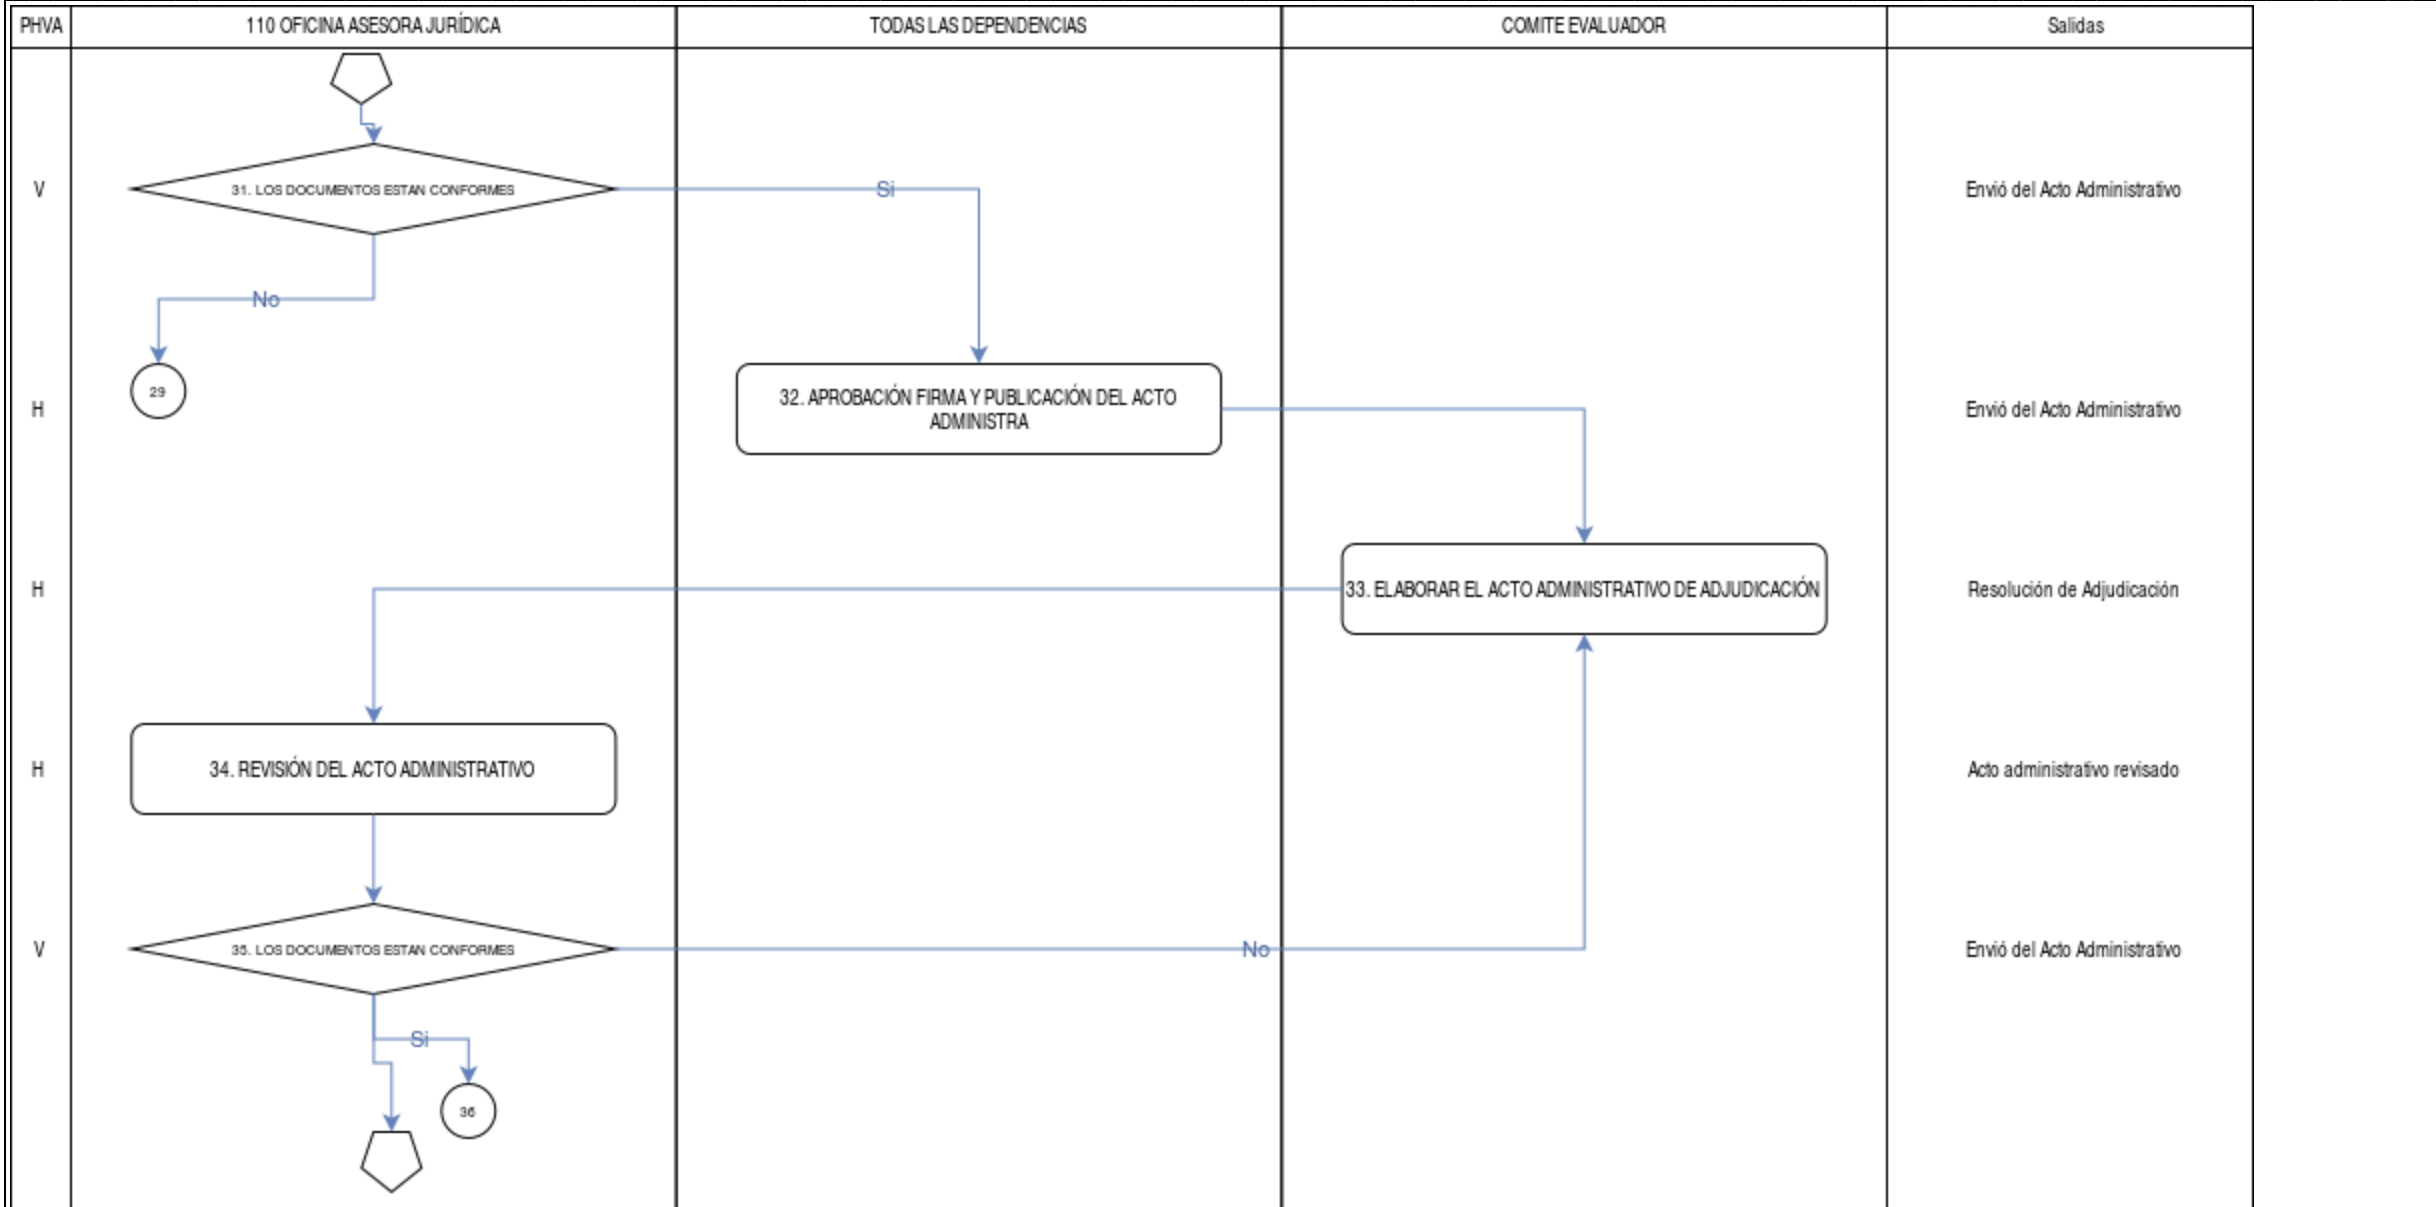 PHVA
110 OFICINA ASESORA JURÍDICA
TODAS LAS DEPENDENCIAS
COMITE EVALUADOR
Salidas
V
31. LOS DOCUMENTOS ESTAN CONFORMES
Si
Envió del Acto Administrativo
No
29
H
32. APROBACIÓN FIRMA Y PUBLICACIÓN DEL ACTO
ADMINISTRA
Envió del Acto Administrativo
H
33. ELABORAR EL ACTO ADMINISTRATIVO DE ADJUDICACIÓN
Resolución de Adjudicación
H
34. REVISIÓN DEL ACTO ADMINISTRATIVO
Acto administrativo revisado
V
35. LOS DOCUMENTOS ESTAN CONFORMES
No
Envió del Acto Administrativo
Si
36